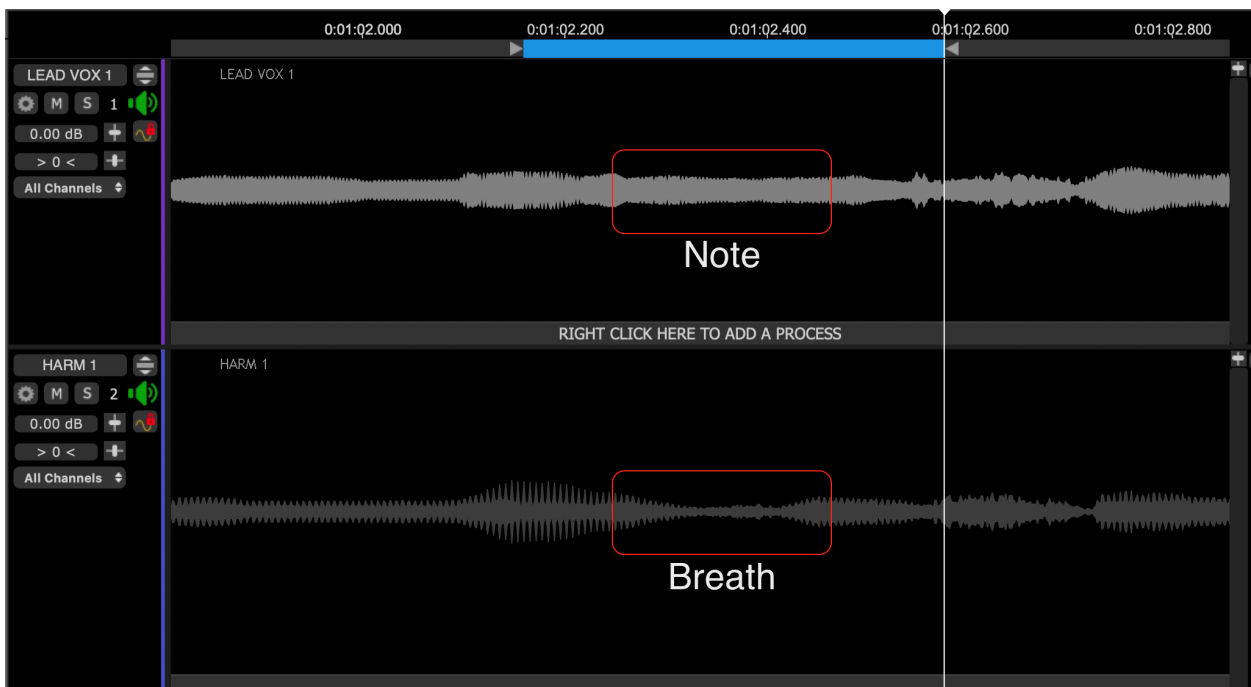 0:01:02.000 0:01:02.200 0:01:02.400 0:01:02.600 0:01:02.800
LEAD VOX 1
LEAD VOX 1
M S 1
0.00 dB
> 0 <
All Channels
Note
RIGHT CLICK HERE TO ADD A PROCESS
HARM 1
HARM 1
M S 2
0.00 dB
> 0 <
All Channels
Breath